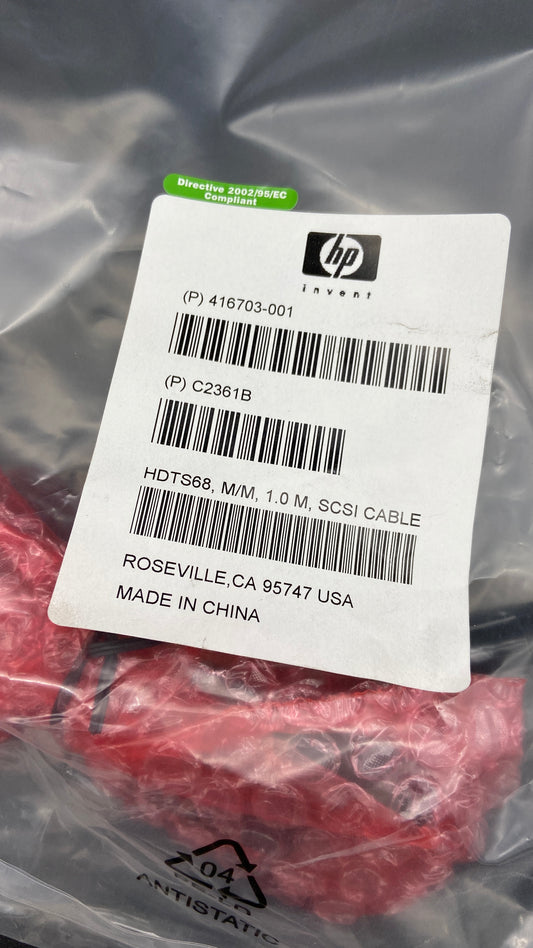 Directive 2002/95/EC
Compliant
hp
invent
(P) 416703-001
(P) C2361B
HDTS68, M/M, 1.0 M, SCSI CABLE
ROSEVILLE,CA 95747 USA
MADE IN CHINA
04
ANTISTATIC